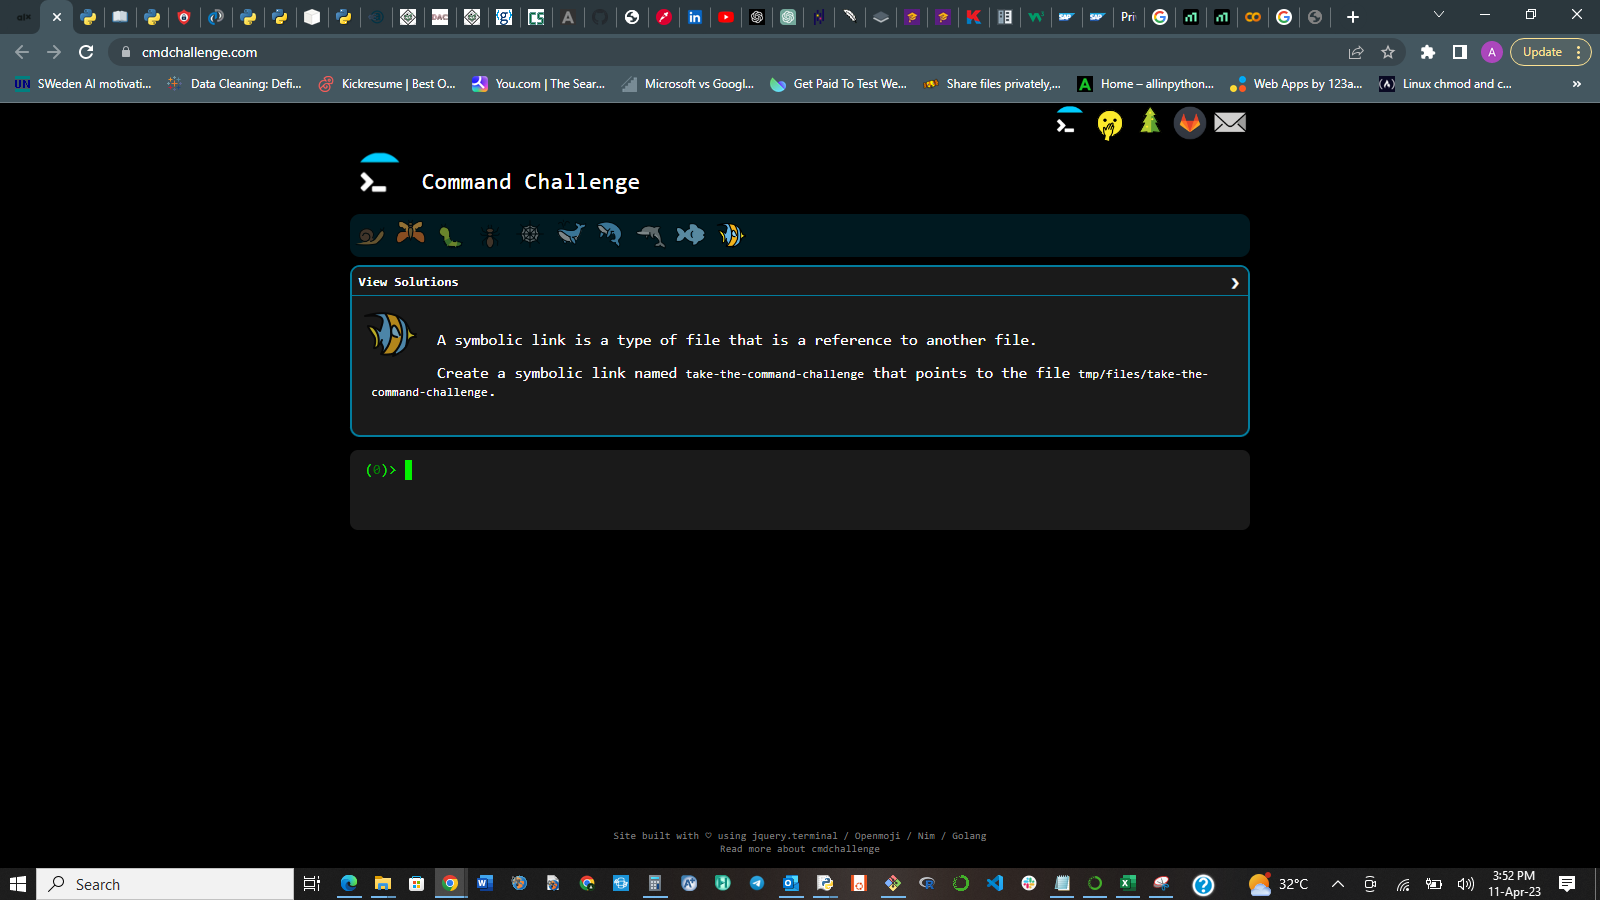 cmdchallenge.com
A
Update
UN SWeden AI motivati...
Data Cleaning: Defi...
Kickresume | Best O...
You.com | The Sear...
Microsoft vs Googl...
Get Paid To Test We...
Share files privately,...
A Home – allinpython...
Web Apps by 123a...
Linux chmod and c...
»
Command Challenge
View Solutions
A symbolic link is a type of file that is a reference to another file.
Create a symbolic link named take-the-command-challenge that points to the file tmp/files/take-the-
command-challenge.
(0)>
Site built with ♡ using jquery.terminal / Openmoji / Nim / Golang
Read more about cmdchallenge
Search
32°C
3:52 PM
11-Apr-23